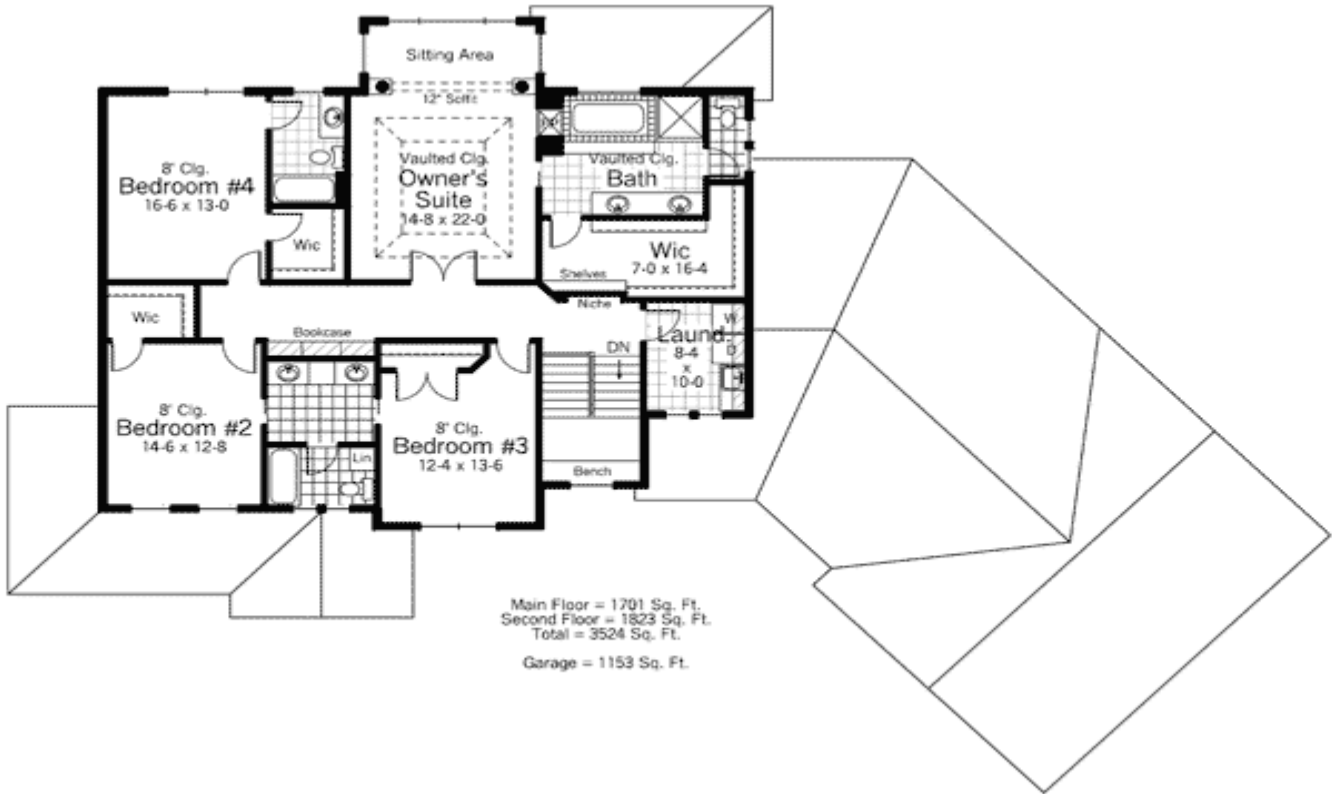 Sitting Area
12" Soffit
8' Clg.
Bedroom #4
16-6 x 13-0
Vaulted Clg.
Owner's
Suite
14-8 x 22-0
Vaulted Clg.
Bath
Wic
Wic
7-0 x 16-4
Shelves
Niche
Wic
Bookcase
DN
W
Laund.
8-4
x
10-0
D
8' Clg.
Bedroom #2
14-6 x 12-8
8' Clg.
Bedroom #3
12-4 x 13-6
Lin
Bench
Main Floor = 1701 Sq. Ft.
Second Floor = 1823 Sq. Ft.
Total = 3524 Sq. Ft.
Garage = 1153 Sq. Ft.